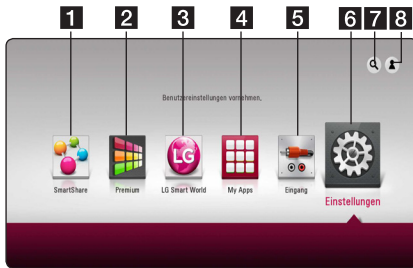 1 2 3 4 5 6 7 8
Benutzereinstellungen vornehmen.
LG
SmartShare Premium LG Smart World My Apps Eingang
Einstellungen